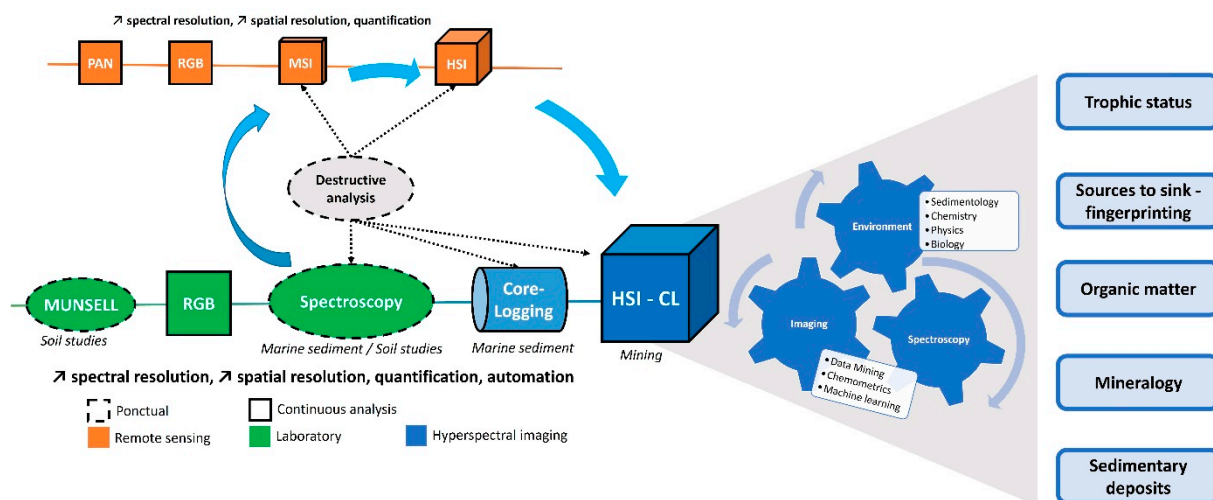 ↗ spectral resolution, ↗ spatial resolution, quantification
PAN
RGB
MSI
HSI
Destructive
analysis
MUNSELL
Soil studies
RGB
Spectroscopy
Marine sediment / Soil studies
Core-
Logging
Marine sediment
HSI - CL
Mining
↗ spectral resolution, ↗ spatial resolution, quantification, automation
Ponctual
Continuous analysis
Remote sensing
Laboratory
Hyperspectral imaging
Environment
• Sedimentology
• Chemistry
• Physics
• Biology
Imaging
Spectroscopy
• Data Mining
• Chemometrics
• Machine learning
Trophic status
Sources to sink -
fingerprinting
Organic matter
Mineralogy
Sedimentary
deposits